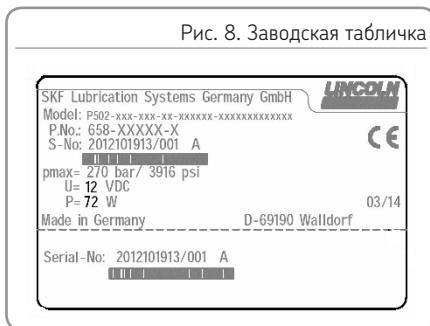 Рис. 8. Заводская табличка
LINCOLN
SKF Lubrication Systems Germany GmbH
Model: P502-xxx-xxx-xx-xxxxxx-xxxxxxxxxxxxx
P.No.: 658-XXXXX-X
S-No: 2012101913/001 A
pmax= 270 bar/ 3916 psi
U= 12 VDC
P= 72 W
03/14
Made in Germany D-69190 Walldorf
Serial-No: 2012101913/001 A
CE